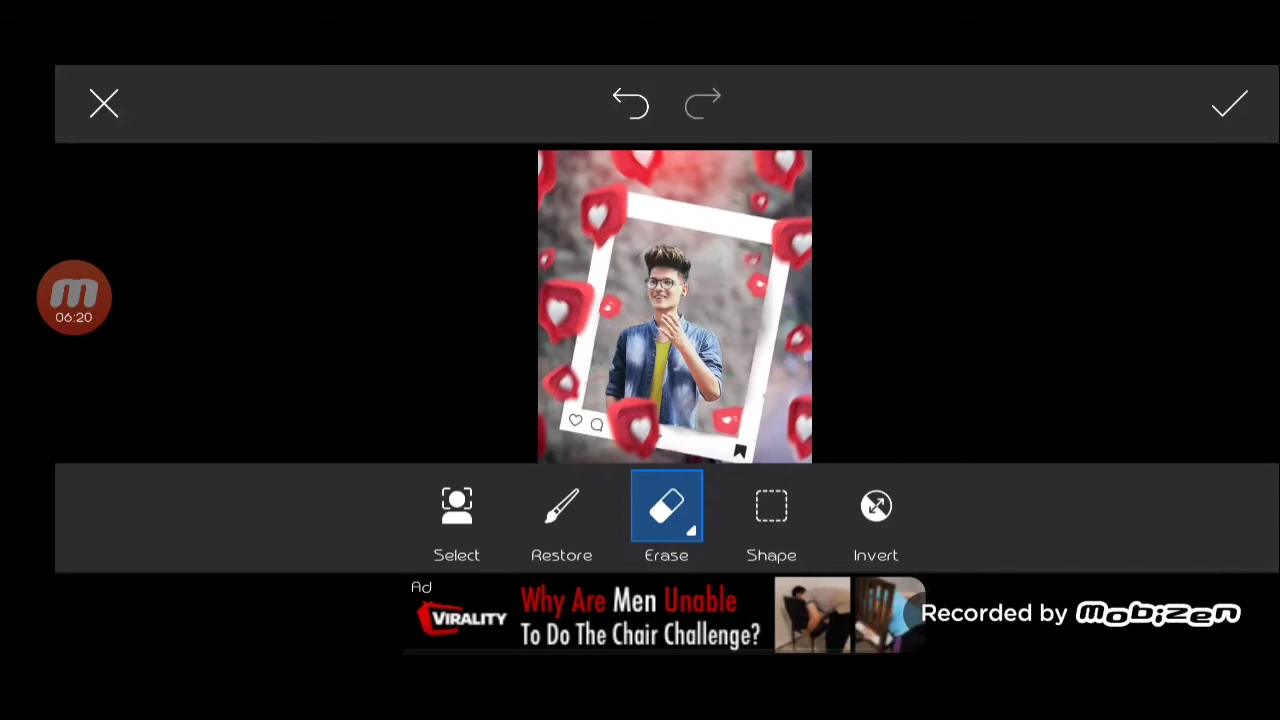 06:20
Select
Restore
Erase
Shape
Invert
Ad
VIRALITY
Why Are Men Unable
To Do The Chair Challenge?
Recorded by mobizen